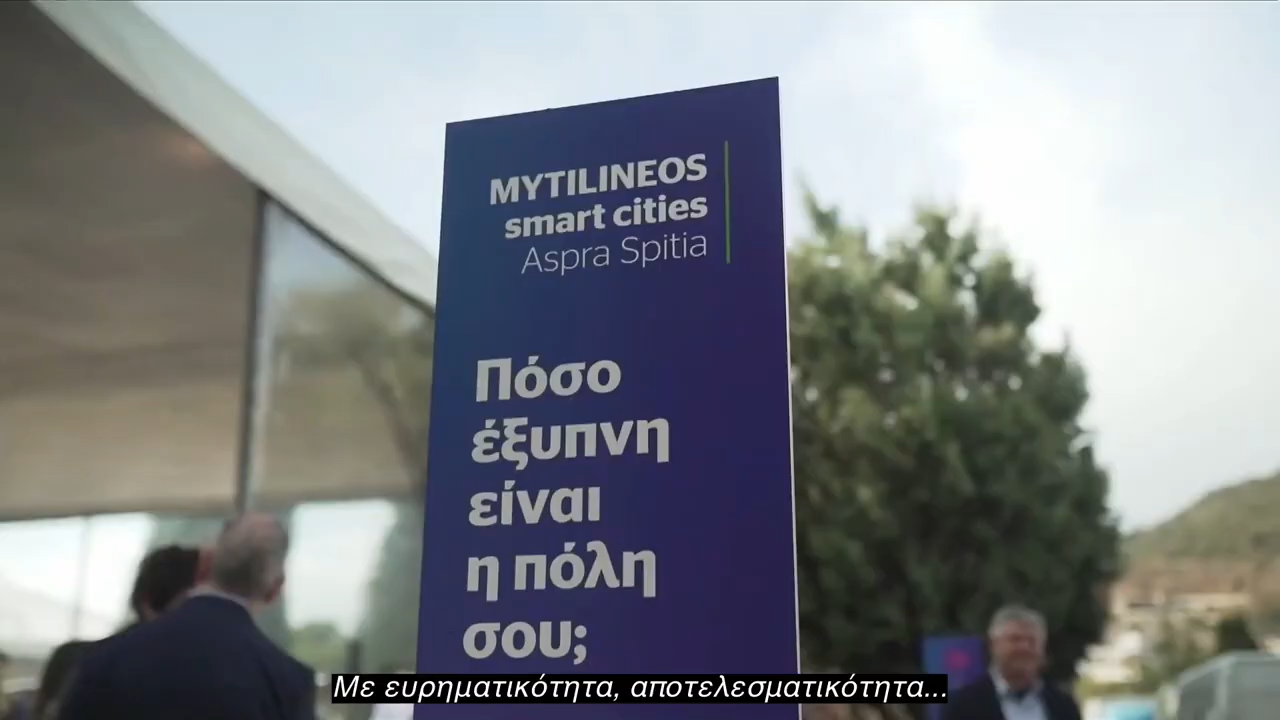 MYTILINEOS
smart cities
Aspra Spitia
Πόσο
έξυπνη
είναι
η πόλη
σου;
Με ευρηματικότητα, αποτελεσματικότητα...